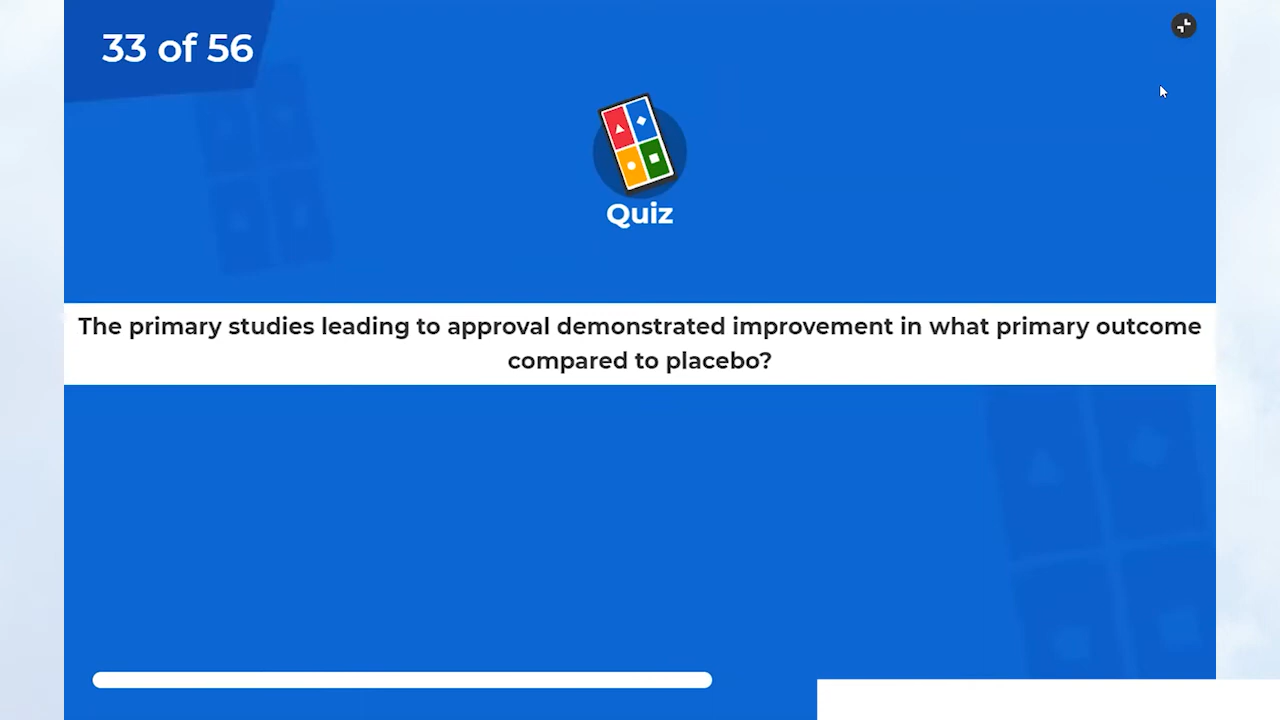 33 of 56
Quiz
The primary studies leading to approval demonstrated improvement in what primary outcome
compared to placebo?